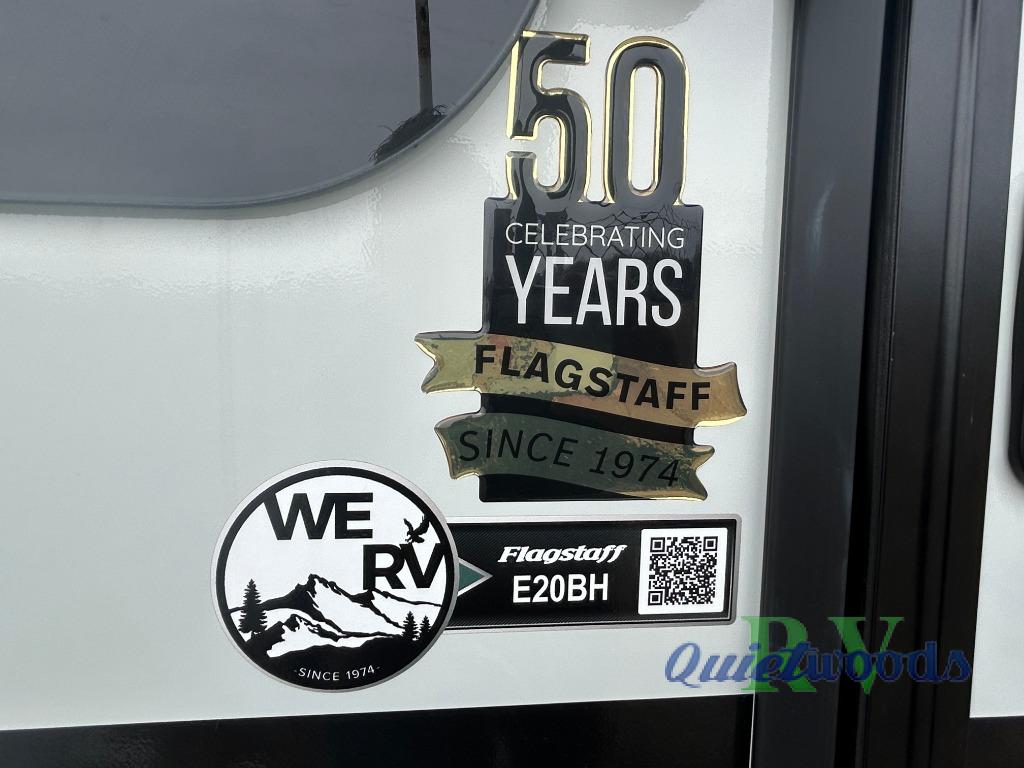 50
CELEBRATING
YEARS
FLAGSTAFF
SINCE 1974
WE
RV
-SINCE 1974-
Flagstaff
E20BH
RV
Quietwoods